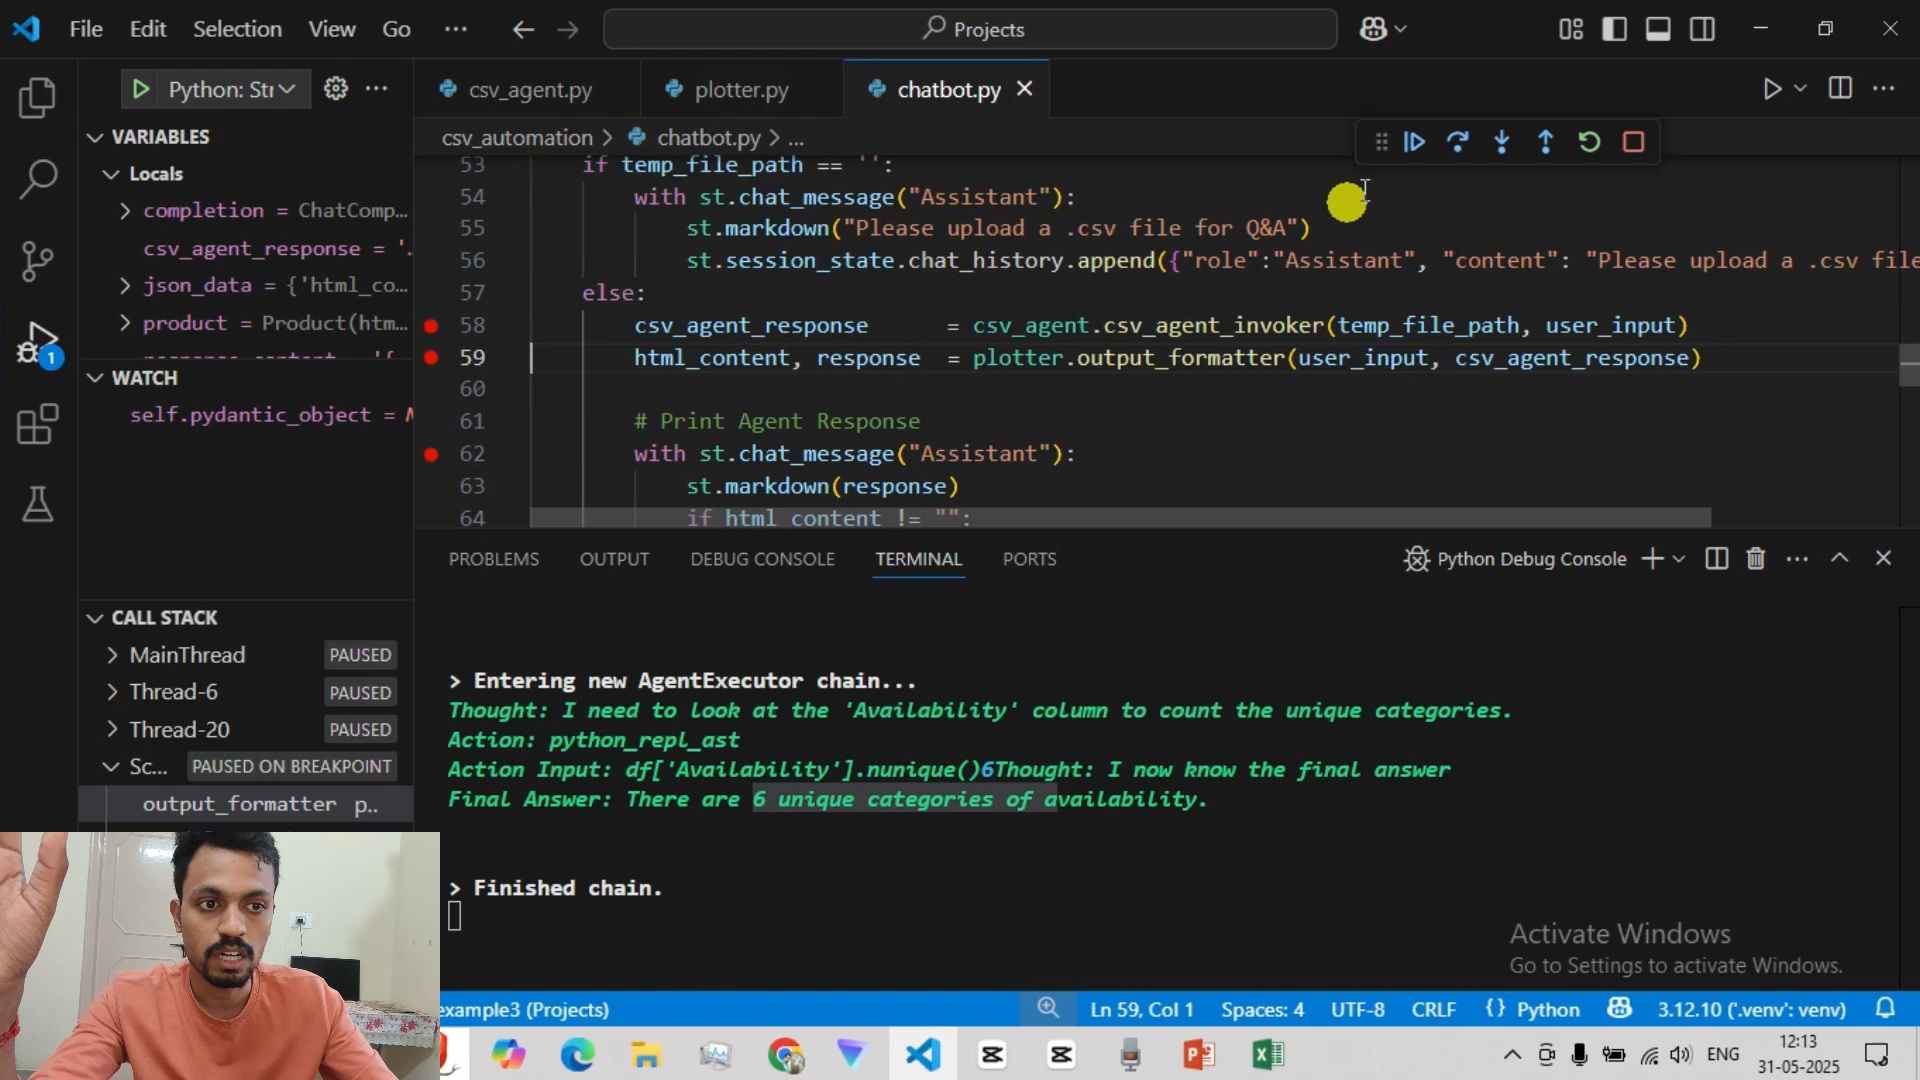 File Edit Selection View Go ... Projects
Python: Str
csv_agent.py plotter.py chatbot.py
csv_automation > chatbot.py > ...
VARIABLES
Locals
completion = ChatComp...
csv_agent_response = '.
json_data = {'html_co...
product = Product(htm...
WATCH
self.pydantic_object =
CALL STACK
MainThread PAUSED
Thread-6 PAUSED
Thread-20 PAUSED
Sc... PAUSED ON BREAKPOINT
output_formatter p..
1
53 if temp_file_path == '':
54 with st.chat_message("Assistant"):
55 st.markdown("Please upload a .csv file for Q&A")
56 st.session_state.chat_history.append({"role":"Assistant", "content": "Please upload a .csv file
57 else:
58 csv_agent_response = csv_agent.csv_agent_invoker(temp_file_path, user_input)
59 html_content, response = plotter.output_formatter(user_input, csv_agent_response)
60
61 # Print Agent Response
62 with st.chat_message("Assistant"):
63 st.markdown(response)
64 if html_content != "":
PROBLEMS OUTPUT DEBUG CONSOLE TERMINAL PORTS Python Debug Console
> Entering new AgentExecutor chain...
Thought: I need to look at the 'Availability' column to count the unique categories.
Action: python_repl_ast
Action Input: df['Availability'].nunique()6Thought: I now know the final answer
Final Answer: There are 6 unique categories of availability.
> Finished chain.
Activate Windows
Go to Settings to activate Windows.
example3 (Projects) Ln 59, Col 1 Spaces: 4 UTF-8 CRLF {} Python 3.12.10 ('.venv': venv)
ENG 12:13
31-05-2025